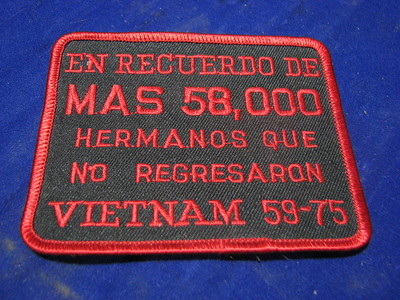 EN RECUERDO DE
MAS 58,000
HERMANOS QUE
NO REGRESARON
VIETNAM 59-75